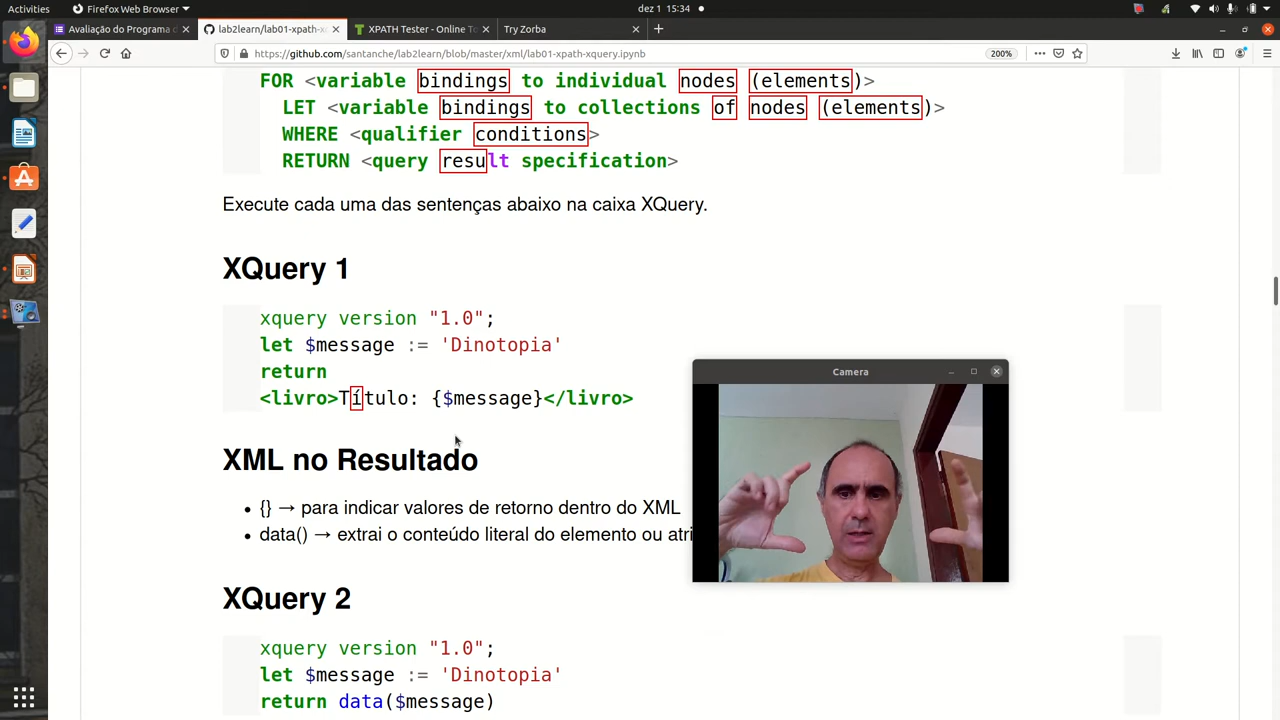 Activities
Firefox Web Browser
dez 1 15:34
Avaliação do Programa d
lab2learn/lab01-xpath-x
XPATH Tester - Online To
Try Zorba
https://github.com/santanche/lab2learn/blob/master/xml/lab01-xpath-xquery.ipynb
200%
FOR <variable bindings to individual nodes (elements)>
LET <variable bindings to collections of nodes (elements)>
WHERE <qualifier conditions>
RETURN <query result specification>
Execute cada uma das sentenças abaixo na caixa XQuery.
XQuery 1
xquery version "1.0";
let $message := 'Dinotopia'
return
<livro>Título: {$message}</livro>
Camera
XML no Resultado
• {} → para indicar valores de retorno dentro do XML
• data() → extrai o conteúdo literal do elemento ou atri
XQuery 2
xquery version "1.0";
let $message := 'Dinotopia'
return data($message)